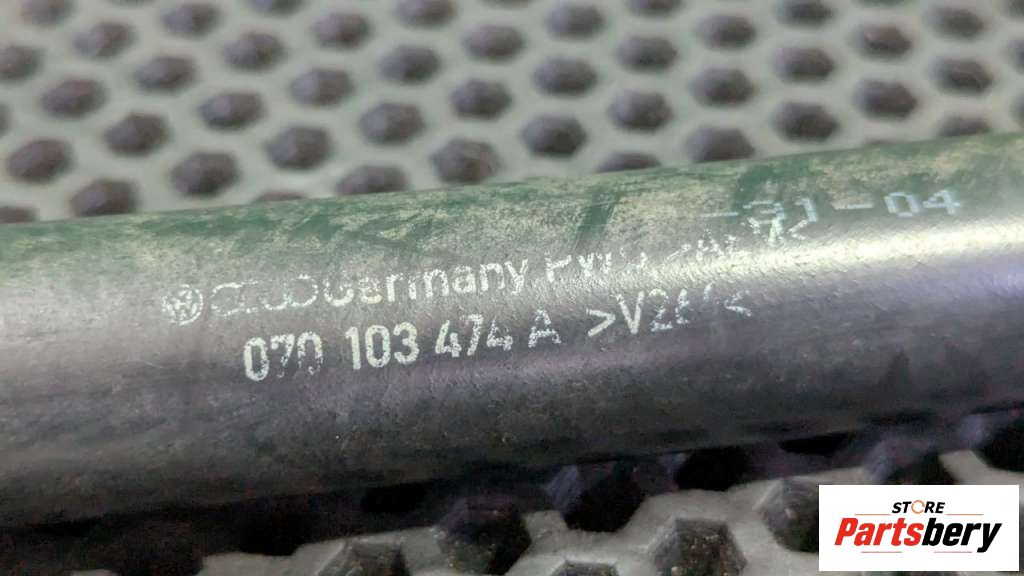 -31-04
Germany
070 103 474 A
STORE
Partsbery